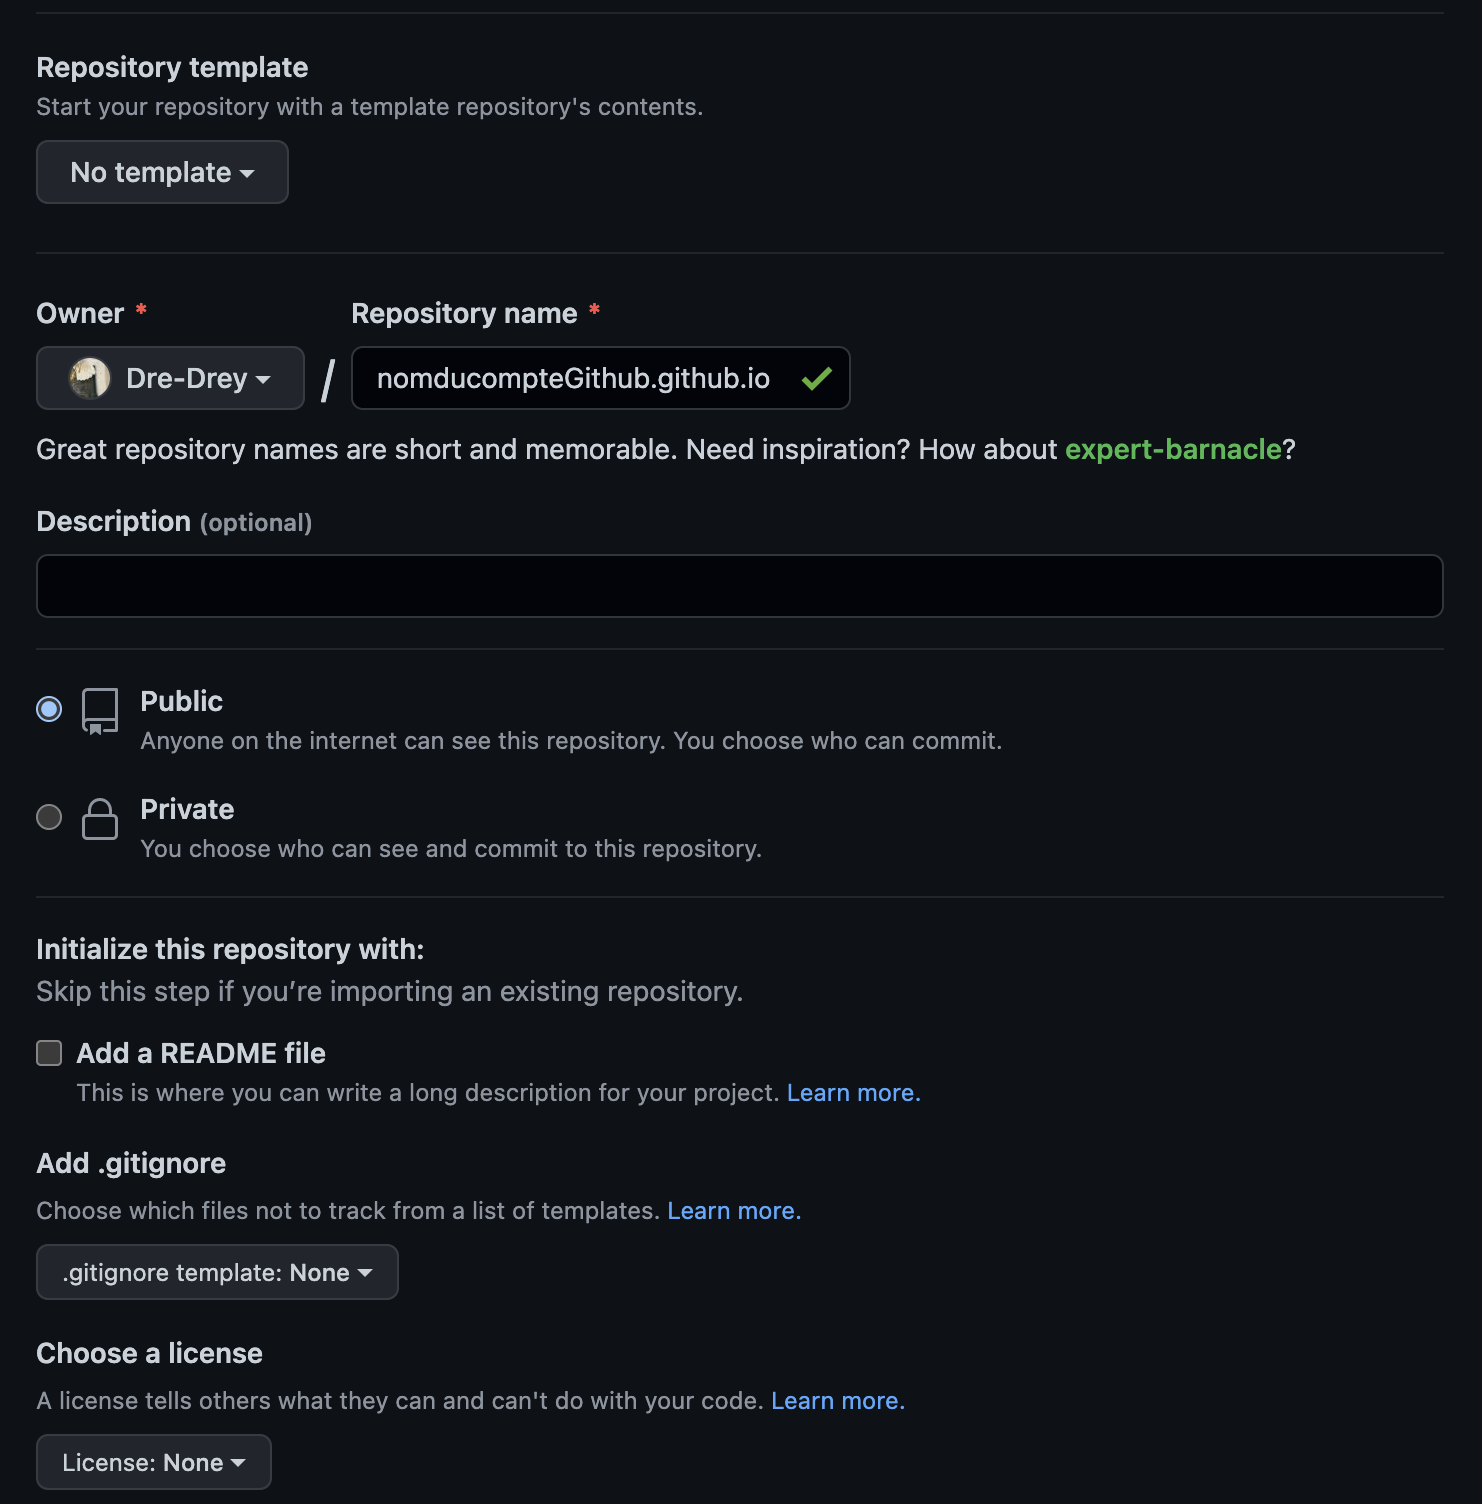 Repository template
Start your repository with a template repository's contents.
No template
Owner * Repository name *
Dre-Drey / nomducompteGithub.github.io
Great repository names are short and memorable. Need inspiration? How about expert-barnacle?
Description (optional)
Public
Anyone on the internet can see this repository. You choose who can commit.
Private
You choose who can see and commit to this repository.
Initialize this repository with:
Skip this step if you’re importing an existing repository.
Add a README file
This is where you can write a long description for your project. Learn more.
Add .gitignore
Choose which files not to track from a list of templates. Learn more.
.gitignore template: None
Choose a license
A license tells others what they can and can't do with your code. Learn more.
License: None